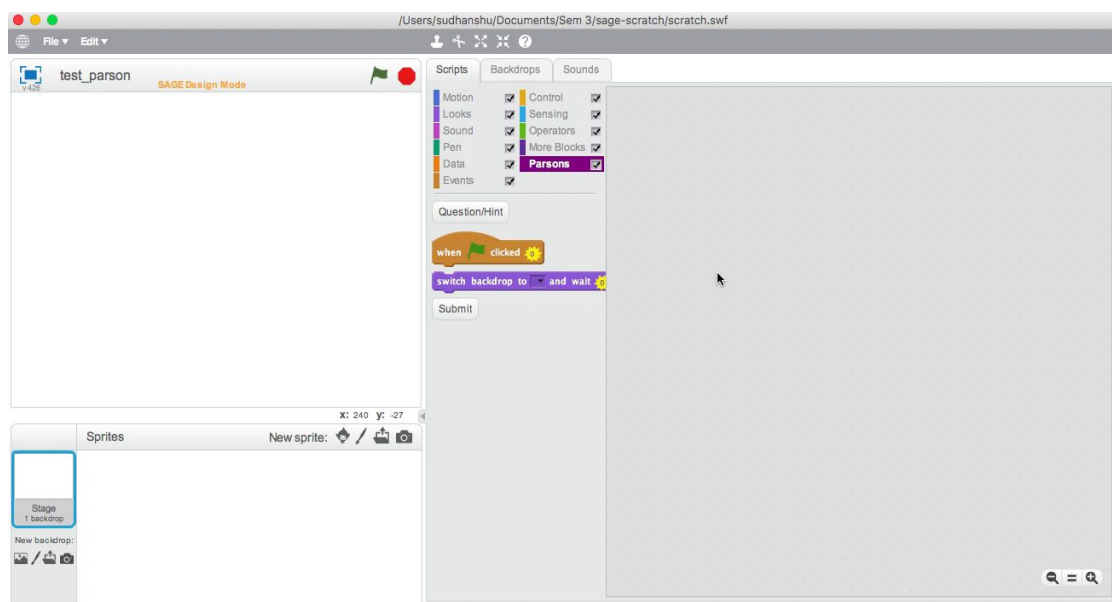 /Users/sudhanshu/Documents/Sem 3/sage-scratch/scratch.swf
File ▾ Edit ▾
test_parson
v426
SAGE Design Mode
x: 240 y: -27
Sprites
New sprite:
Stage
1 backdrop
New backdrop:
Scripts Backdrops Sounds
Motion Control
Looks Sensing
Sound Operators
Pen More Blocks
Data Parsons
Events
Question/Hint
when clicked 0
switch backdrop to and wait 0
Submit